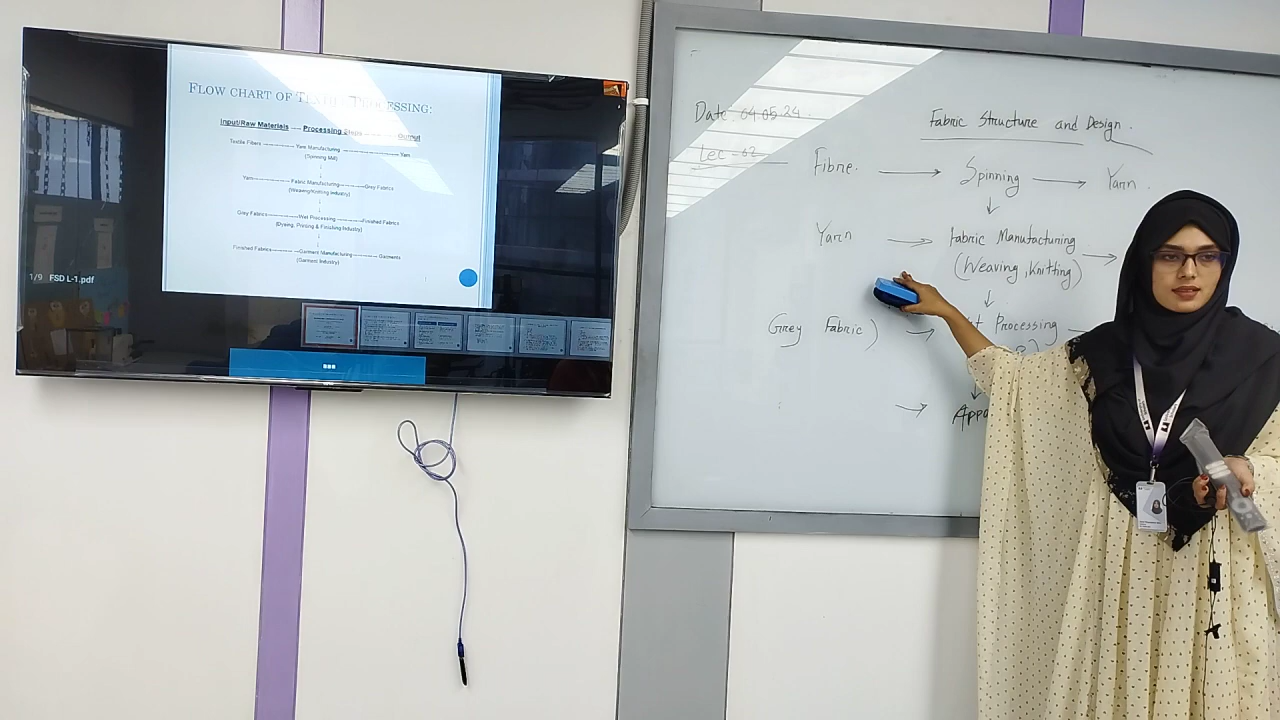 FLOW CHART OF TEXTILE PROCESSING:
Input/Raw Materials --- Processing Steps --- Output
Textile Fibers --- Yarn Manufacturing --- Yarn
(Spinning Mill)
Yarn --- Fabric Manufacturing --- Grey Fabrics
(Weaving/Knitting Industry)
Grey Fabrics --- Wet Processing --- Finished Fabrics
(Dyeing, Printing & Finishing Industry)
Finished Fabrics --- Garment Manufacturing --- Garments
(Garment Industry)
1/9 FSD L-1.pdf
Date. 04.05.24.
Fabric Structure and Design.
Lec - 02
Fibre. → Spinning → Yarn.
Yarn → Fabric Manufacturing →
(Weaving, Knitting)
Grey Fabric) → Processing
→